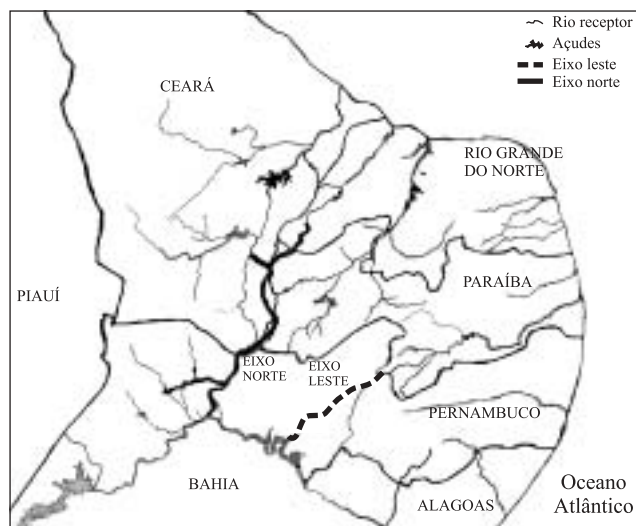 Rio receptor
Açudes
Eixo leste
Eixo norte
CEARÁ
RIO GRANDE
DO NORTE
PARAÍBA
PIAUÍ
EIXO
NORTE
EIXO
LESTE
PERNAMBUCO
BAHIA
ALAGOAS
Oceano
Atlântico